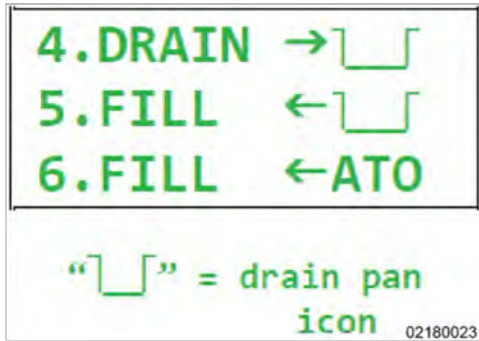 4.DRAIN →⎤_⎡
5.FILL ←⎤_⎡
6.FILL ←ATO
“⎤_⎡” = drain pan
icon
02180023